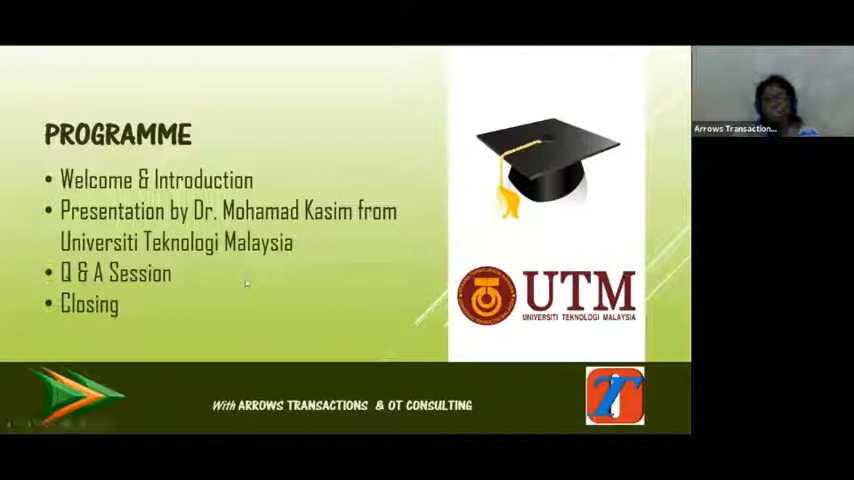 PROGRAMME
• Welcome & Introduction
• Presentation by Dr. Mohamad Kasim from
Universiti Teknologi Malaysia
• Q & A Session
• Closing
UTM
UNIVERSITI TEKNOLOGI MALAYSIA
With ARROWS TRANSACTIONS & OT CONSULTING
Arrows Transaction...